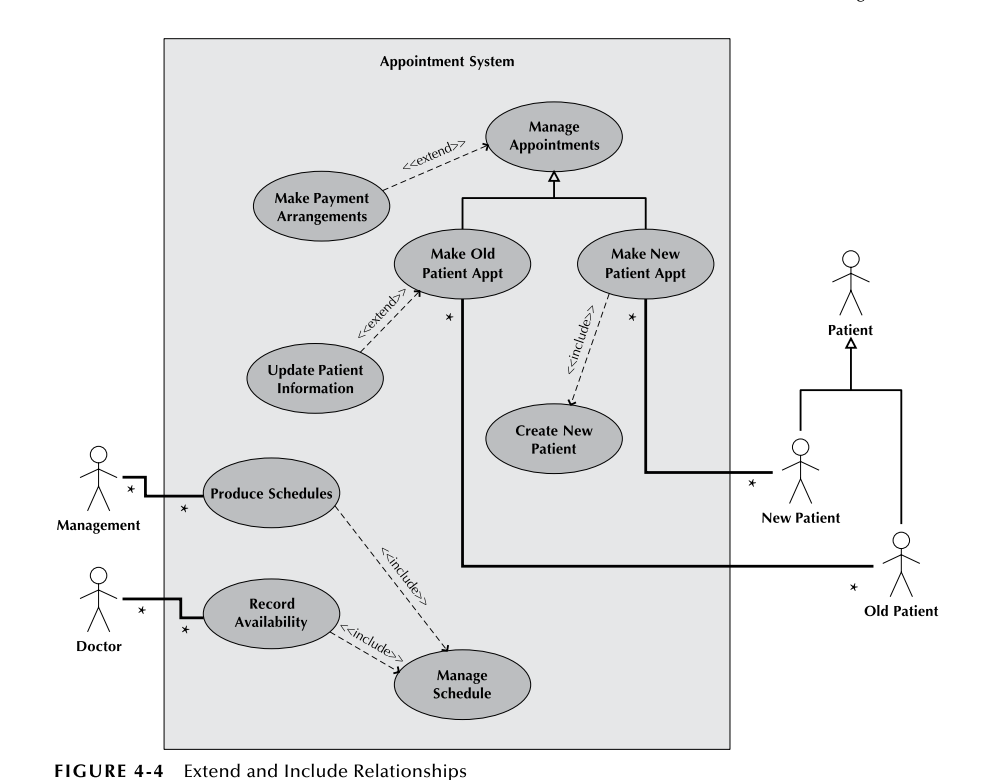 Appointment System
Manage
Appointments
<<extend>>
Make Payment
Arrangements
Make Old
Patient Appt
Make New
Patient Appt
<<extend>>
*
<<include>>
*
Patient
Update Patient
Information
Create New
Patient
Management
*
Produce Schedules
*
*
New Patient
<<include>>
Doctor
*
Record
Availability
*
*
Old Patient
<<include>>
Manage
Schedule
FIGURE 4-4 Extend and Include Relationships